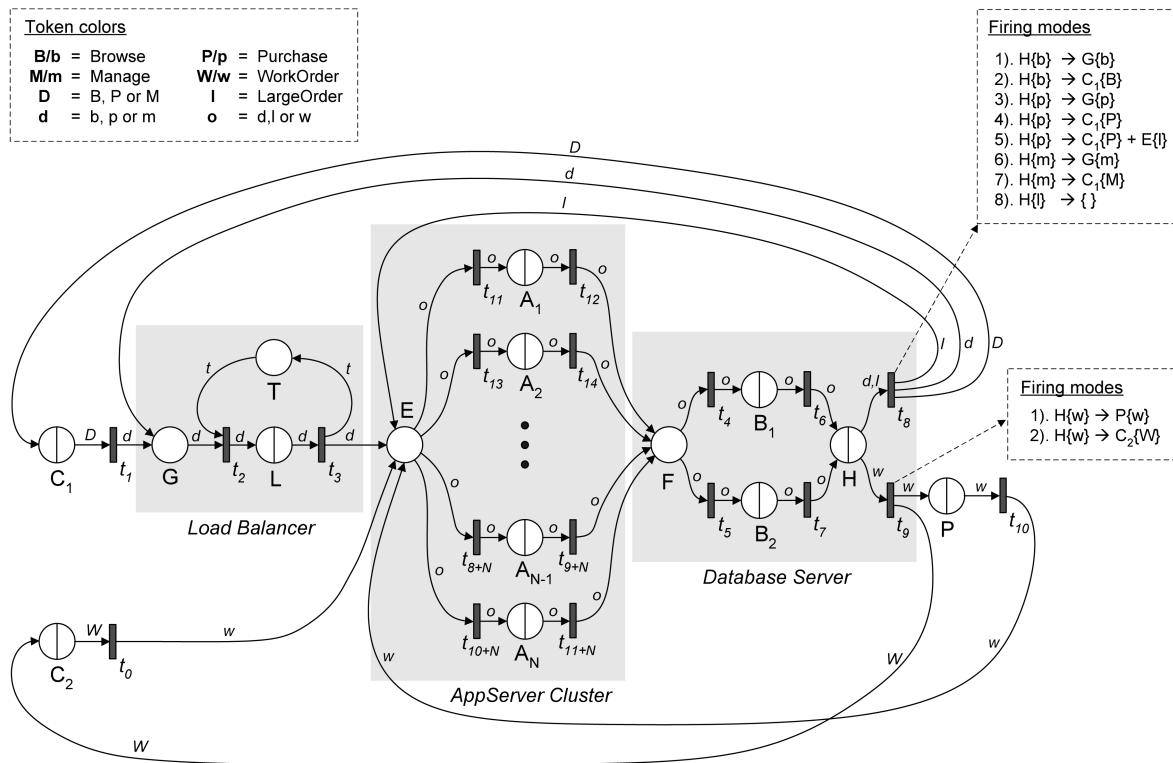 Token colors
B/b = Browse P/p = Purchase
M/m = Manage W/w = WorkOrder
D = B, P or M l = LargeOrder
d = b, p or m o = d,l or w
Firing modes
1). H{b} → G{b}
2). H{b} → C1{B}
3). H{p} → G{p}
4). H{p} → C1{P}
5). H{p} → C1{P} + E{l}
6). H{m} → G{m}
7). H{m} → C1{M}
8). H{l} → { }
D
d
l
o A1 o
o t11 t12 o
o A2 o
o t13 t14 o
t T t
l d D
Firing modes
1). H{w} → P{w}
2). H{w} → C2{W}
E
o B1 o d,l
o t4 t6 o t8
C1 D t1 d G d t2 d L d t3 d
F H
Load Balancer
o B2 o w w P w
o t5 t7 o t9 t10
Database Server
o AN-1 o
o t8+N t9+N o
o AN o
o t10+N t11+N o
AppServer Cluster
C2 W t0 w
w W w
W